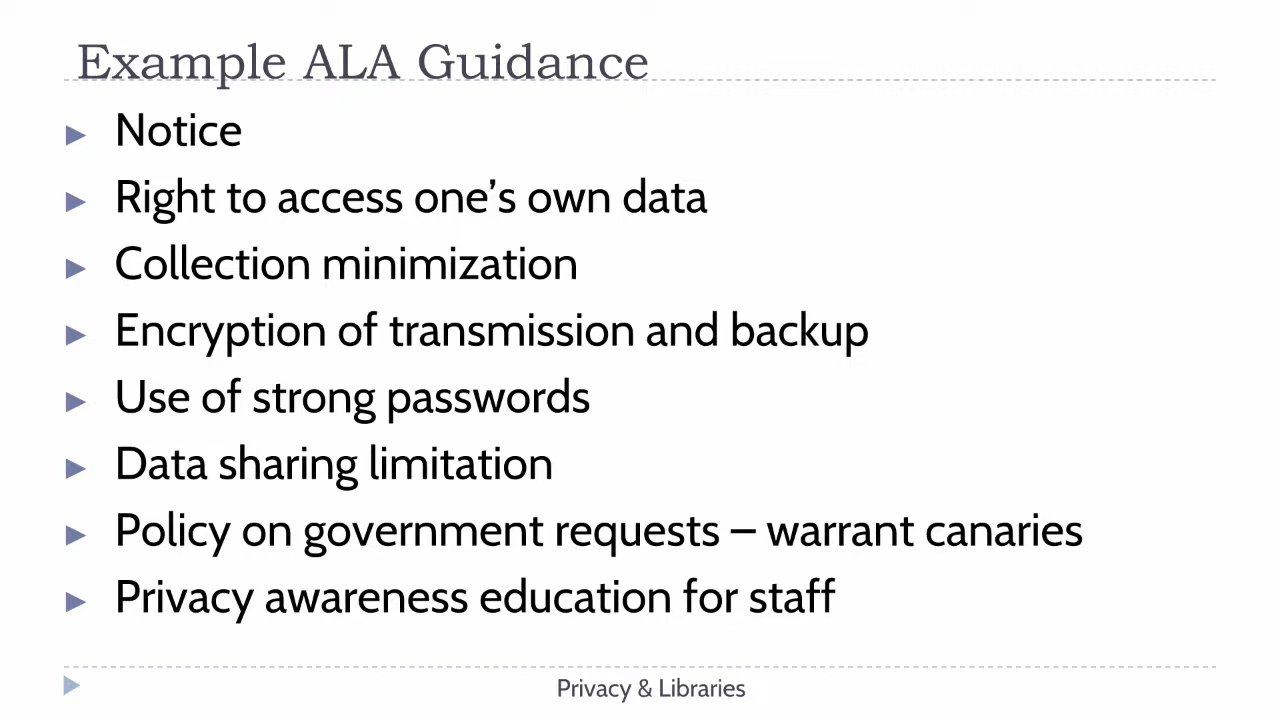 Example ALA Guidance
Notice
Right to access one’s own data
Collection minimization
Encryption of transmission and backup
Use of strong passwords
Data sharing limitation
Policy on government requests – warrant canaries
Privacy awareness education for staff
Privacy & Libraries